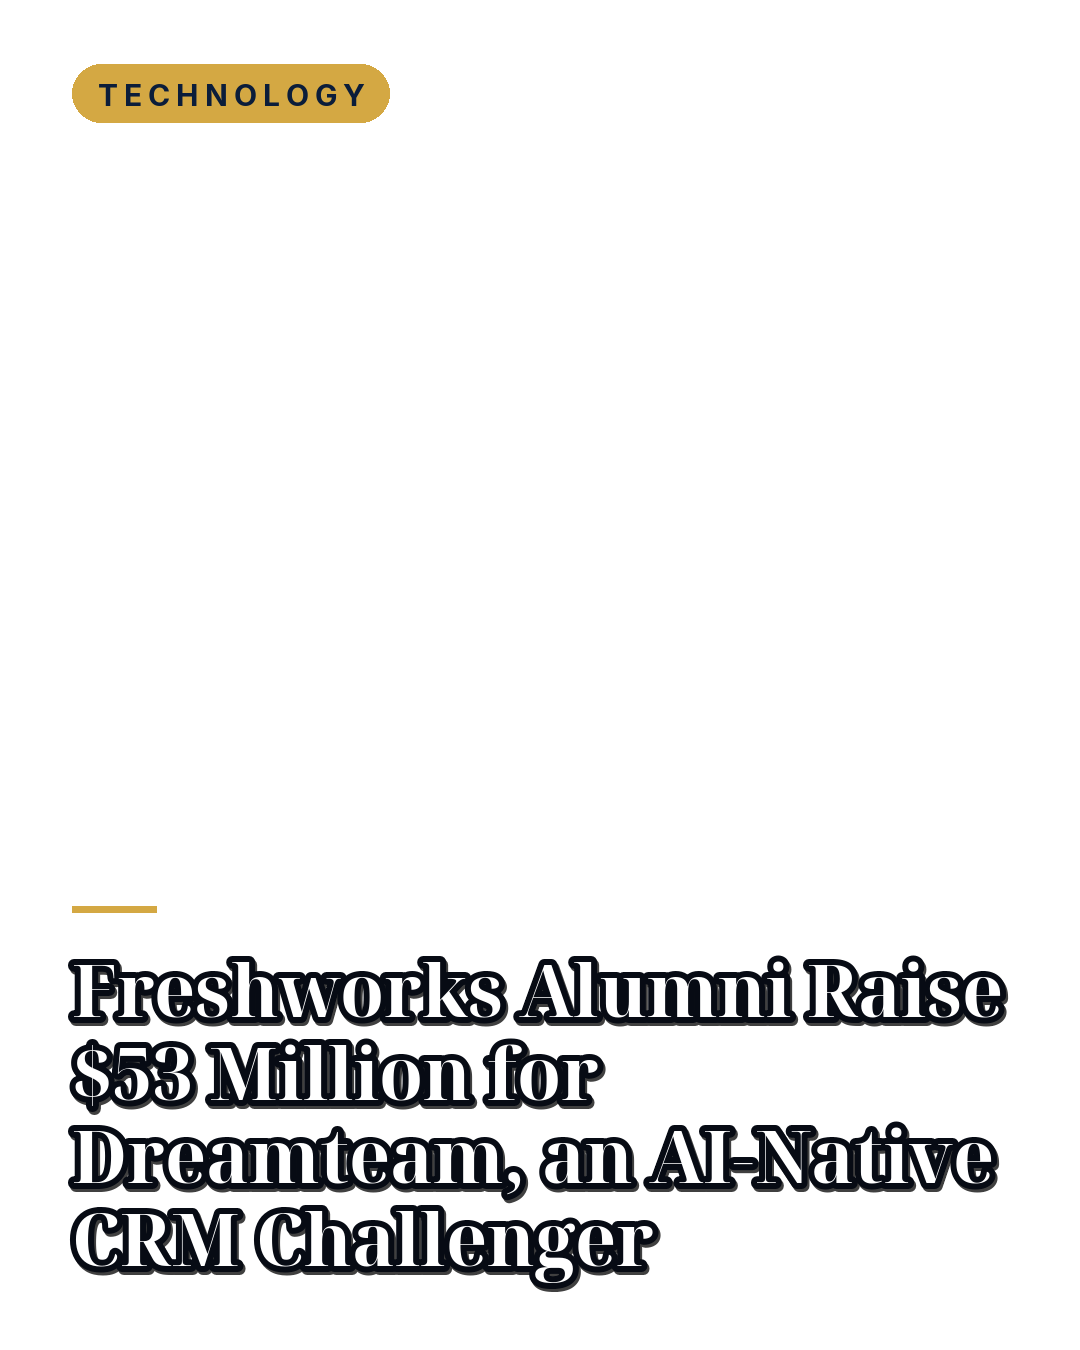 TECHNOLOGY
Freshworks Alumni Raise
$53 Million for
Dreamteam, an AI-Native
CRM Challenger